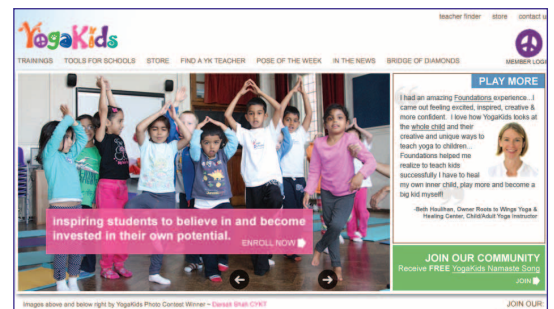 teacher finder store contact u
YogaKids
MEMBER LOGI
TRAININGS TOOLS FOR SCHOOLS STORE FIND A YK TEACHER POSE OF THE WEEK IN THE NEWS BRIDGE OF DIAMONDS
inspiring students to believe in and become
invested in their own potential.
ENROLL NOW
PLAY MORE
I had an amazing Foundations experience...I
came out feeling excited, inspired, creative &
more confident. I love how YogaKids looks at
the whole child and their
creative and unique ways to
teach yoga to children...
Foundations helped me
realize to teach kids
successfully I have to heal
my own inner child, play more and become a
big kid myself!
-Beth Houlihan, Owner Roots to Wings Yoga &
Healing Center, Child/Adult Yoga Instructor
JOIN OUR COMMUNITY
Receive FREE YogaKids Namaste Song
JOIN
Images above and below right by YogaKids Photo Contest Winner ~ Darsah Shah CYKT
JOIN OUR: